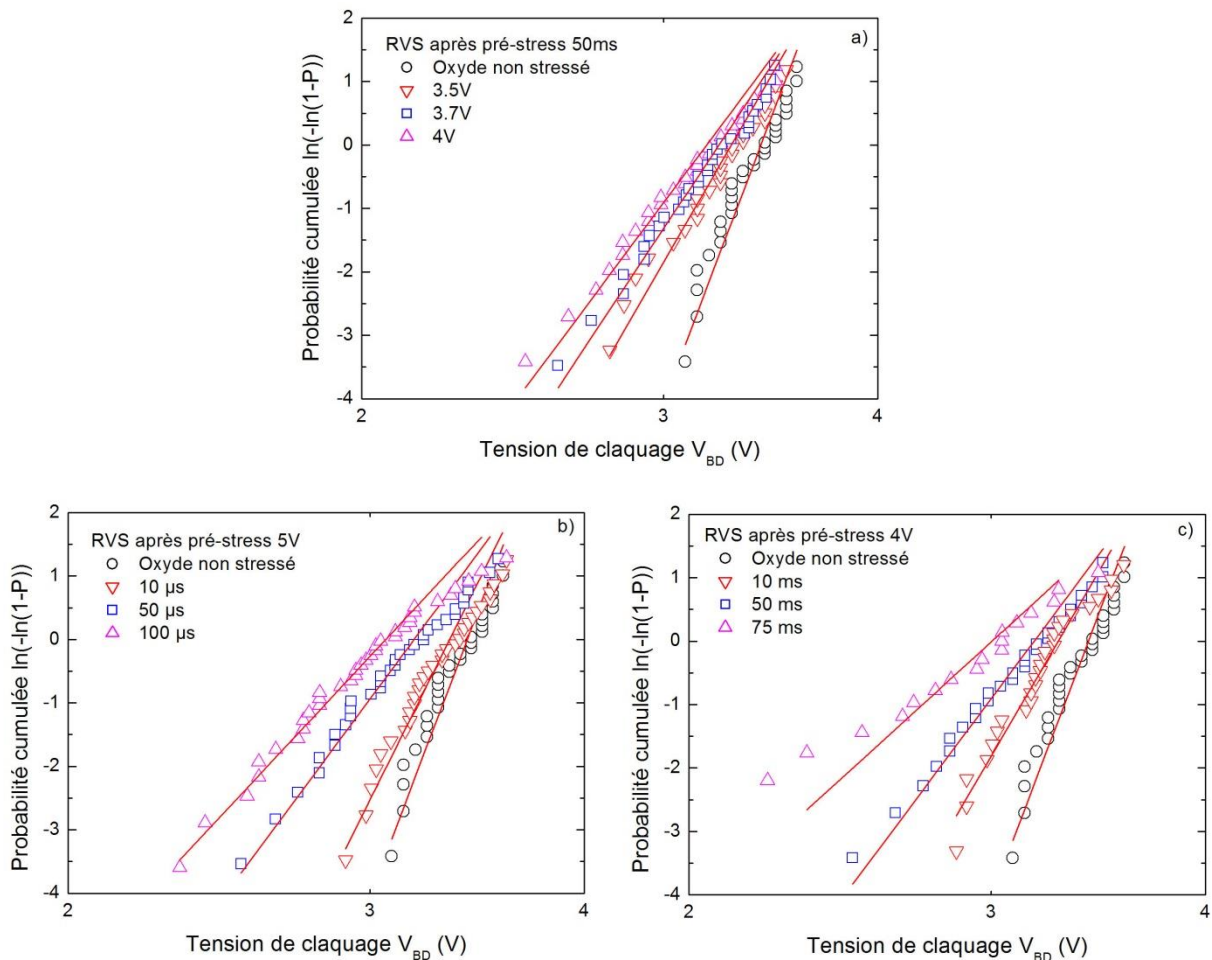 a)
RVS après pré-stress 50ms
Oxyde non stressé
3.5V
3.7V
4V
Probabilité cumulée ln(-ln(1-P))
2
1
0
-1
-2
-3
-4
2 3 4
Tension de claquage V_BD (V)
b)
RVS après pré-stress 5V
Oxyde non stressé
10 µs
50 µs
100 µs
Probabilité cumulée ln(-ln(1-P))
2
1
0
-1
-2
-3
-4
2 3 4
Tension de claquage V_BD (V)
c)
RVS après pré-stress 4V
Oxyde non stressé
10 ms
50 ms
75 ms
Probabilité cumulée ln(-ln(1-P))
2
1
0
-1
-2
-3
-4
2 3 4
Tension de claquage V_BD (V)